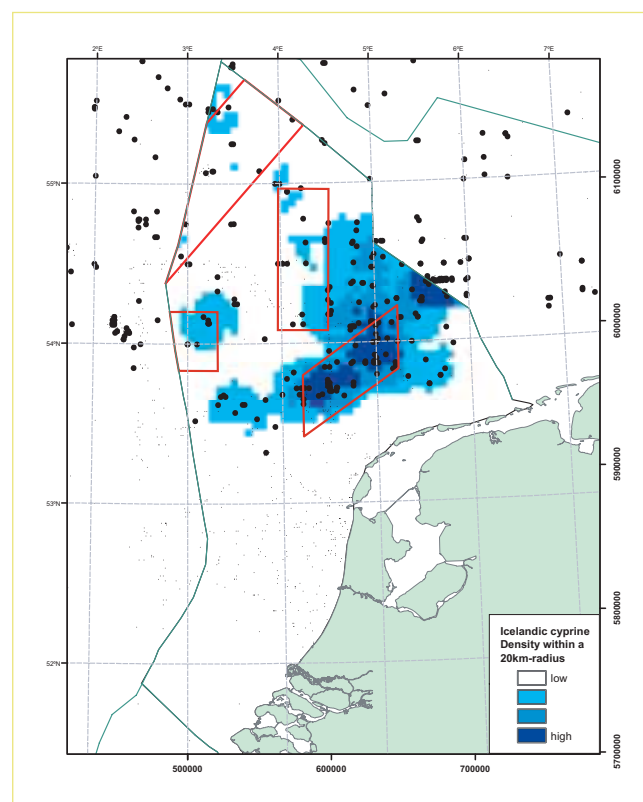 2°E 3°E 4°E 5°E 6°E 7°E
55°N
54°N
53°N
52°N
6100000
6000000
5900000
5800000
5700000
500000 600000 700000
Icelandic cyprine
Density within a
20km-radius
low
high